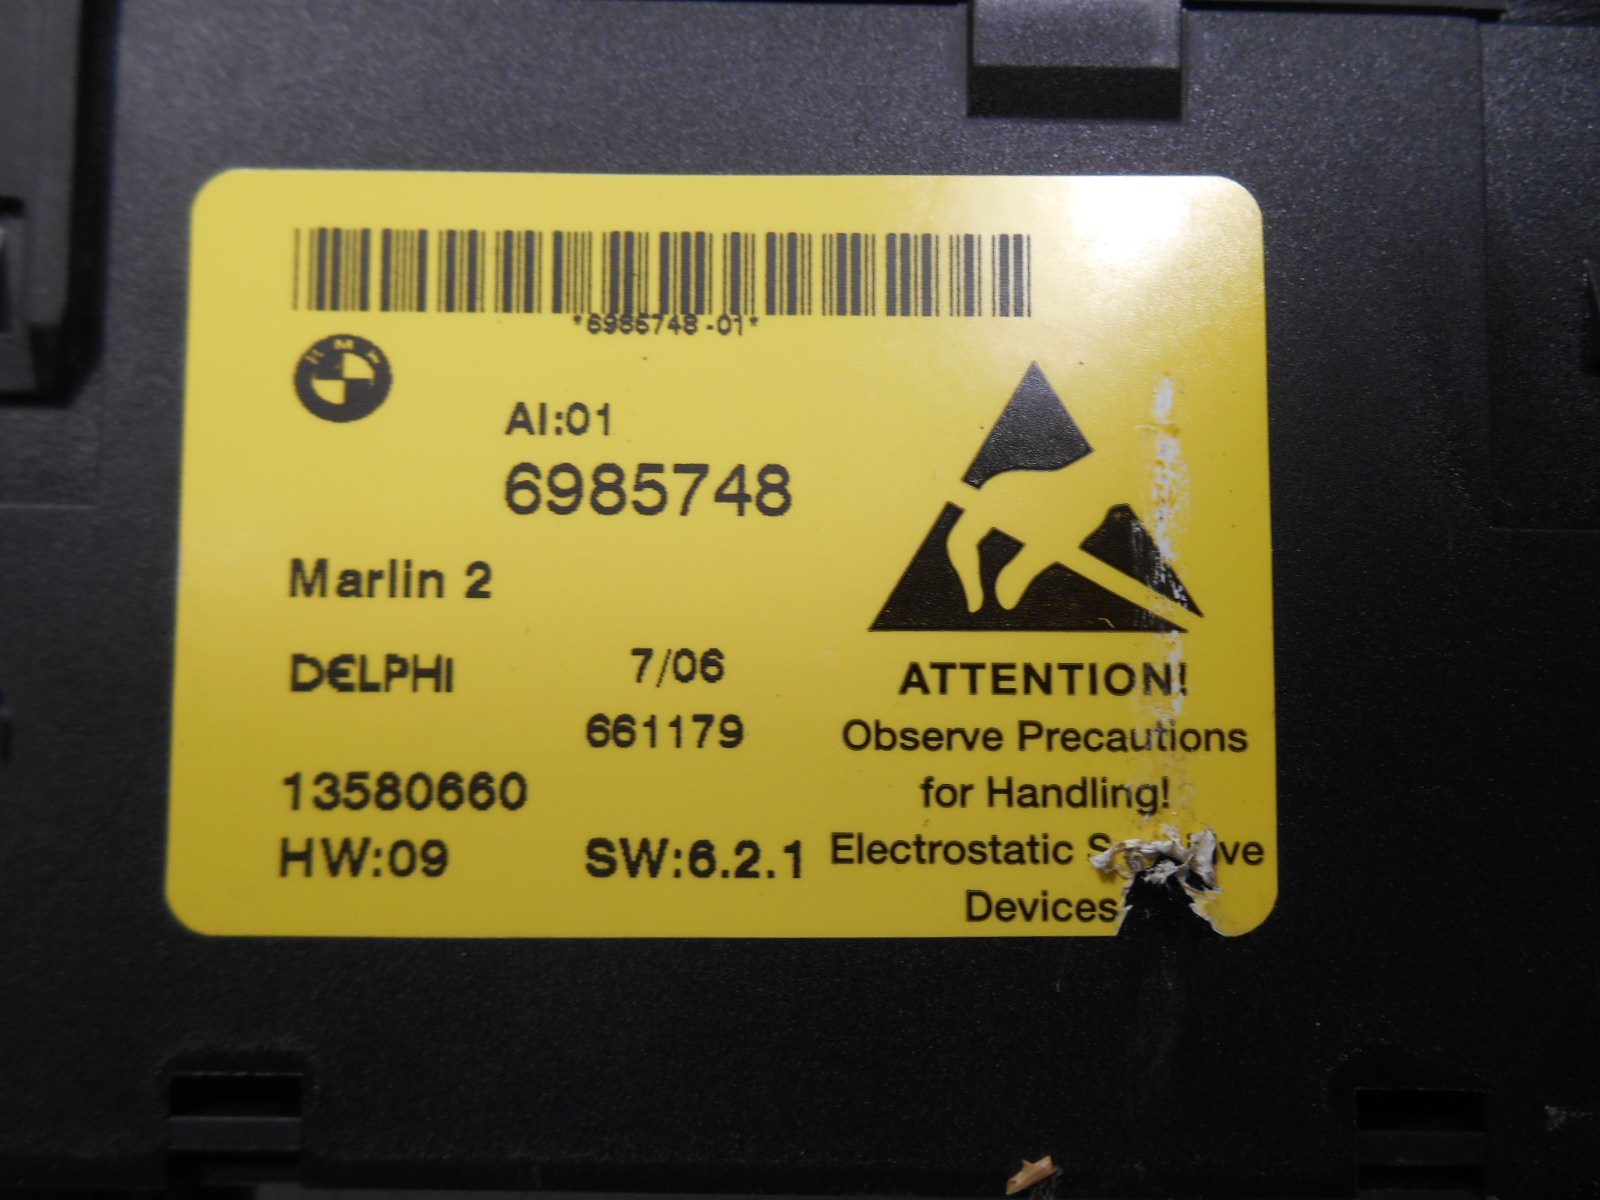 *6985748-01*
BMW
AI:01
6985748
Marlin 2
DELPHI 7/06
661179
13580660
HW:09 SW:6.2.1
ATTENTION!
Observe Precautions
for Handling!
Electrostatic
Devices